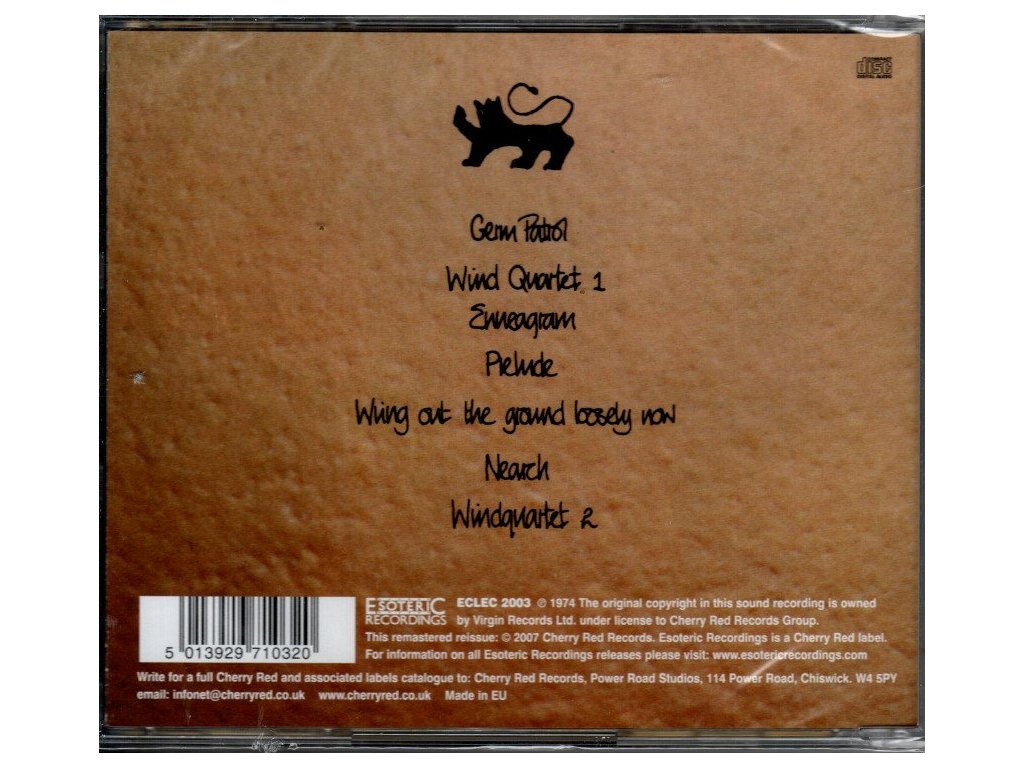 COMPACT
disc
DIGITAL AUDIO
Germ Patrol
Wind Quartet 1
Enneagram
Prelude
Wring out the ground loosely now
Nearch
Windquartet 2
ESOTERIC
RECORDINGS
ECLEC 2003 ℗ 1974 The original copyright in this sound recording is owned
by Virgin Records Ltd. under license to Cherry Red Records Group.
This remastered reissue: © 2007 Cherry Red Records. Esoteric Recordings is a Cherry Red label.
For information on all Esoteric Recordings releases please visit: www.esotericrecordings.com
5 013929 710320
Write for a full Cherry Red and associated labels catalogue to: Cherry Red Records, Power Road Studios, 114 Power Road, Chiswick. W4 5PY
email: infonet@cherryred.co.uk www.cherryred.co.uk Made in EU